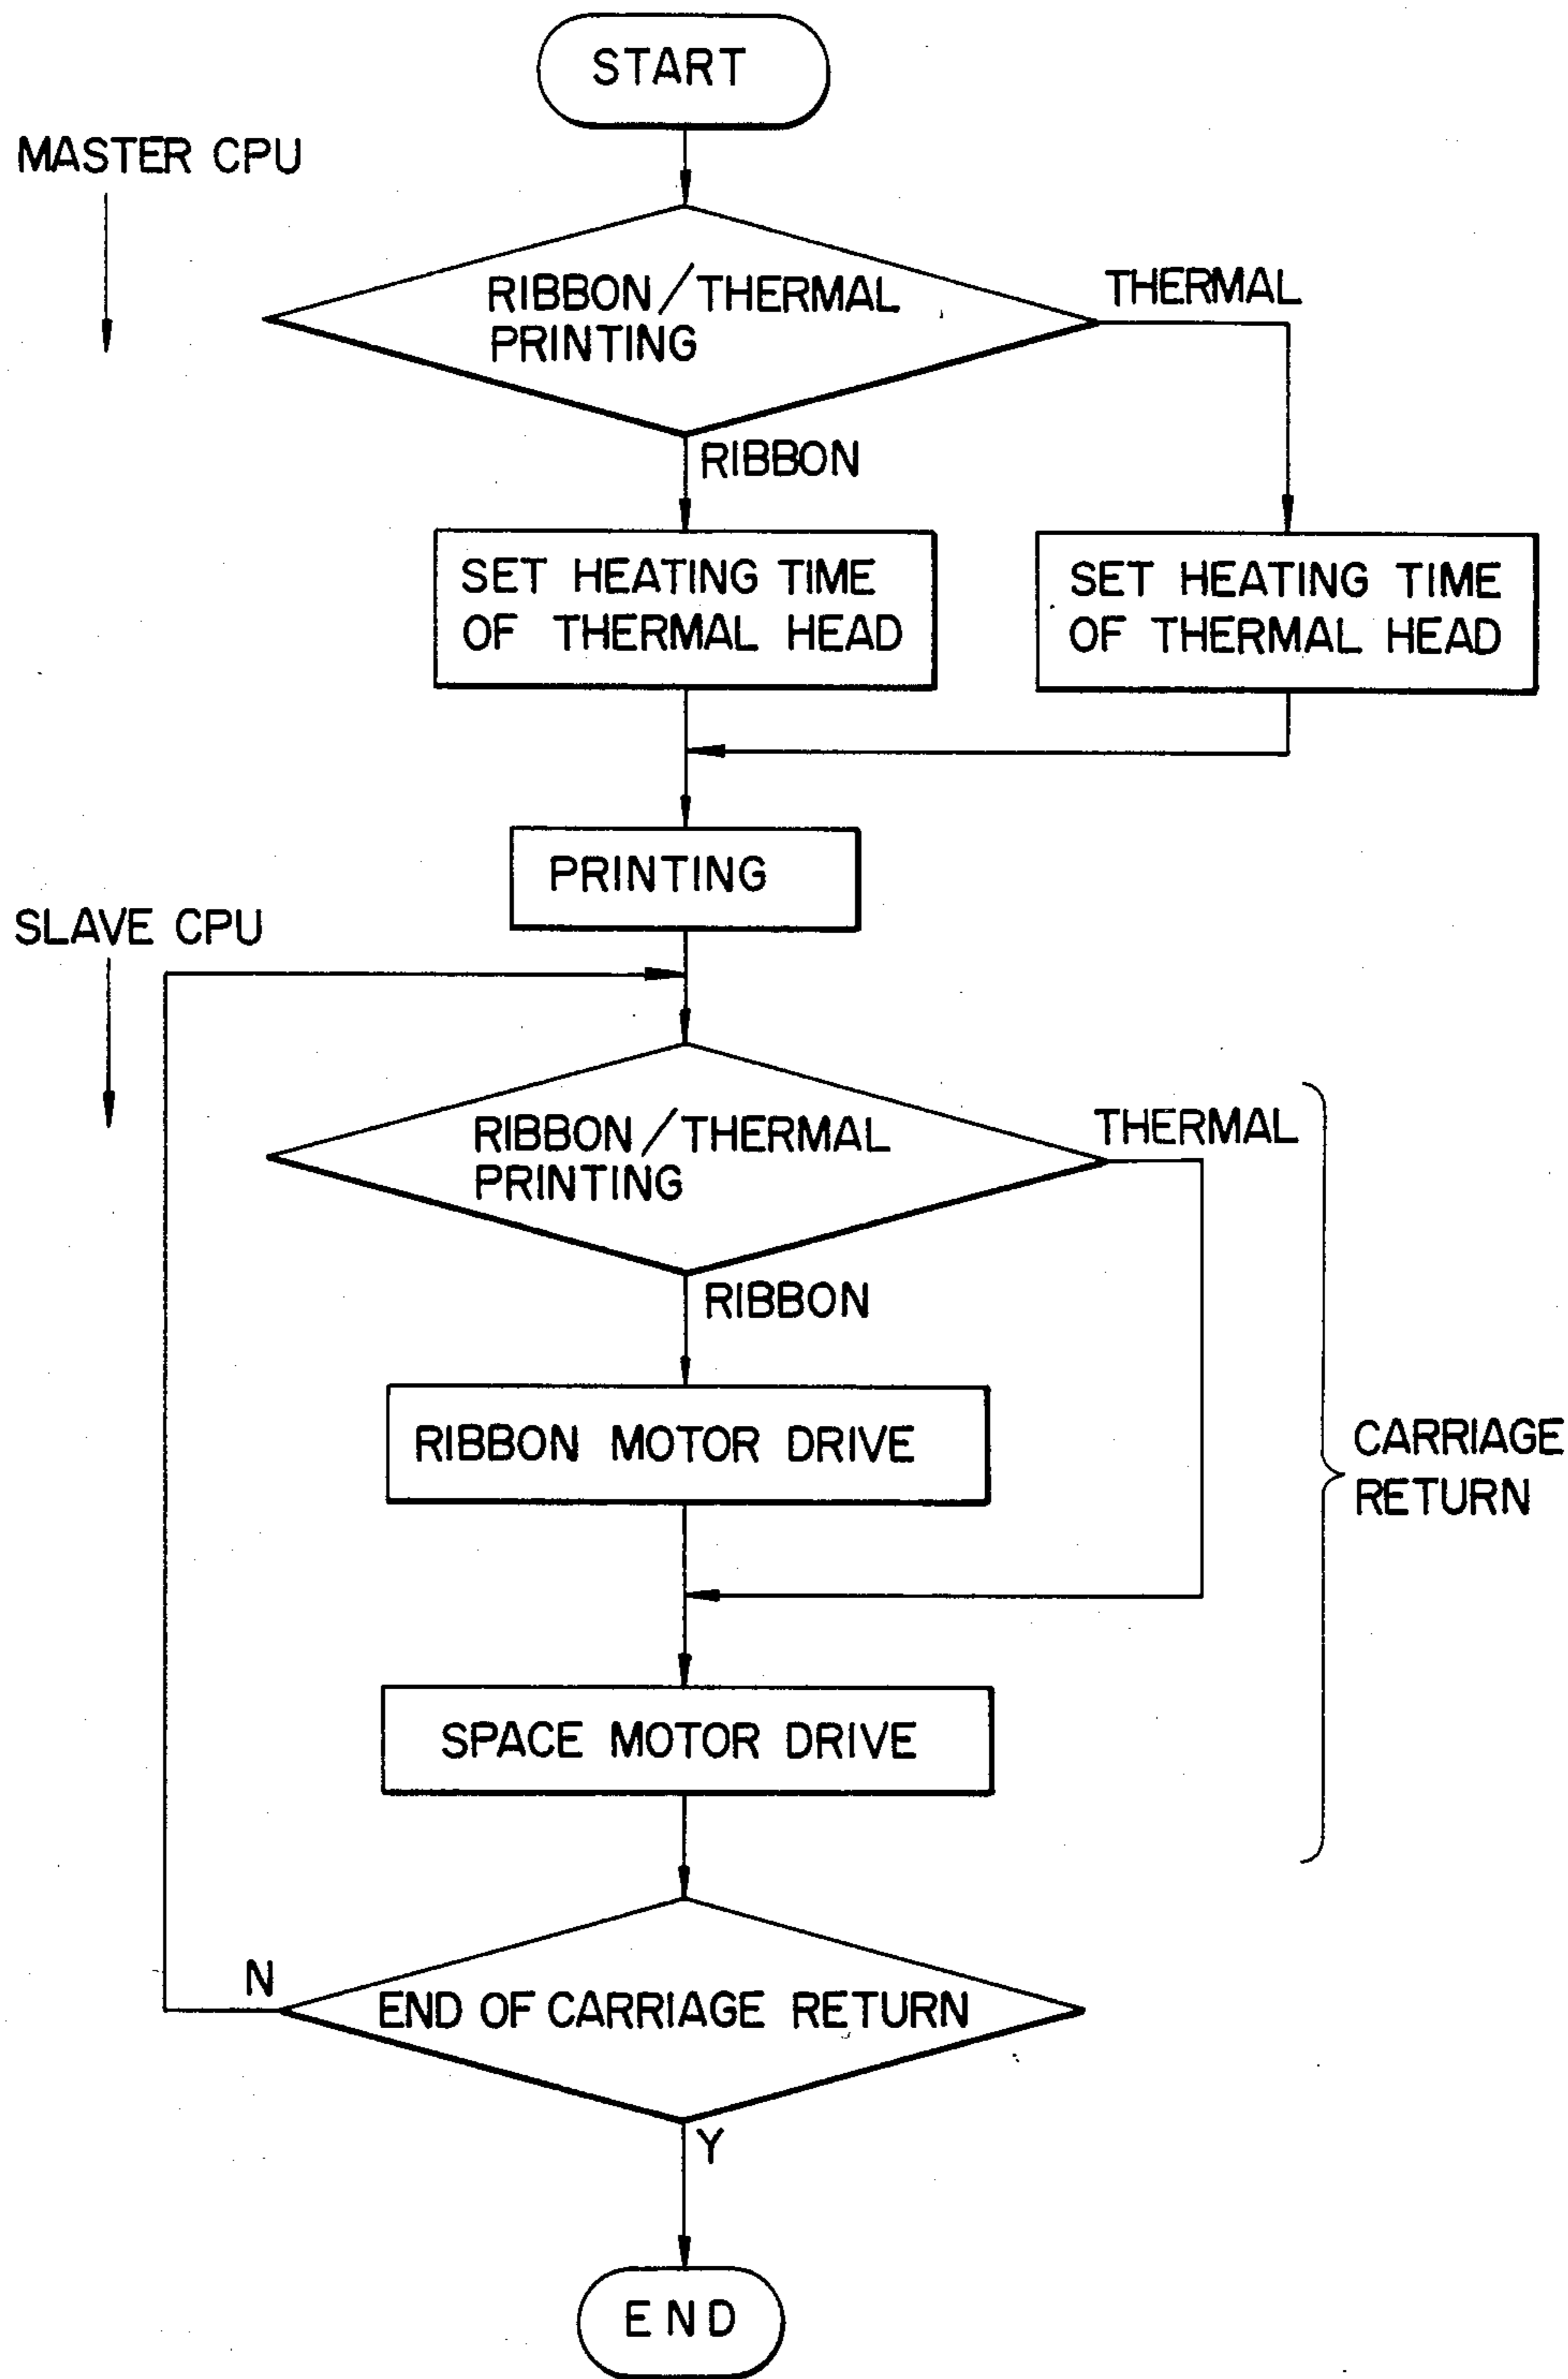 START
MASTER CPU
RIBBON/THERMAL
PRINTING
THERMAL
RIBBON
SET HEATING TIME
OF THERMAL HEAD
SET HEATING TIME
OF THERMAL HEAD
PRINTING
SLAVE CPU
RIBBON/THERMAL
PRINTING
THERMAL
RIBBON
RIBBON MOTOR DRIVE
CARRIAGE
RETURN
SPACE MOTOR DRIVE
N
END OF CARRIAGE RETURN
Y
END